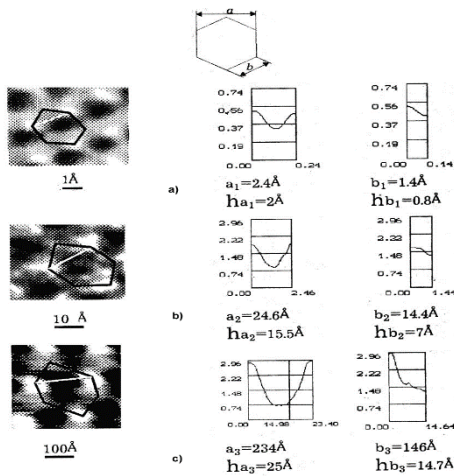 a
b
0.74
0.56
0.37
0.19
0.00 0.24
0.74
0.56
0.37
0.19
0.00 0.14
1Å
a)
a₁=2.4Å
ha₁=2Å
b₁=1.4Å
hb₁=0.8Å
2.96
2.22
1.48
0.74
0.00 2.46
2.96
2.22
1.48
0.74
0.00 1.44
10 Å
b)
a₂=24.6Å
ha₂=15.5Å
b₂=14.4Å
hb₂=7Å
2.96
2.22
1.48
0.74
0.00 14.98 23.40
2.96
2.22
1.48
0.74
0.00 14.64
100Å
c)
a₃=234Å
ha₃=25Å
b₃=146Å
hb₃=14.7Å